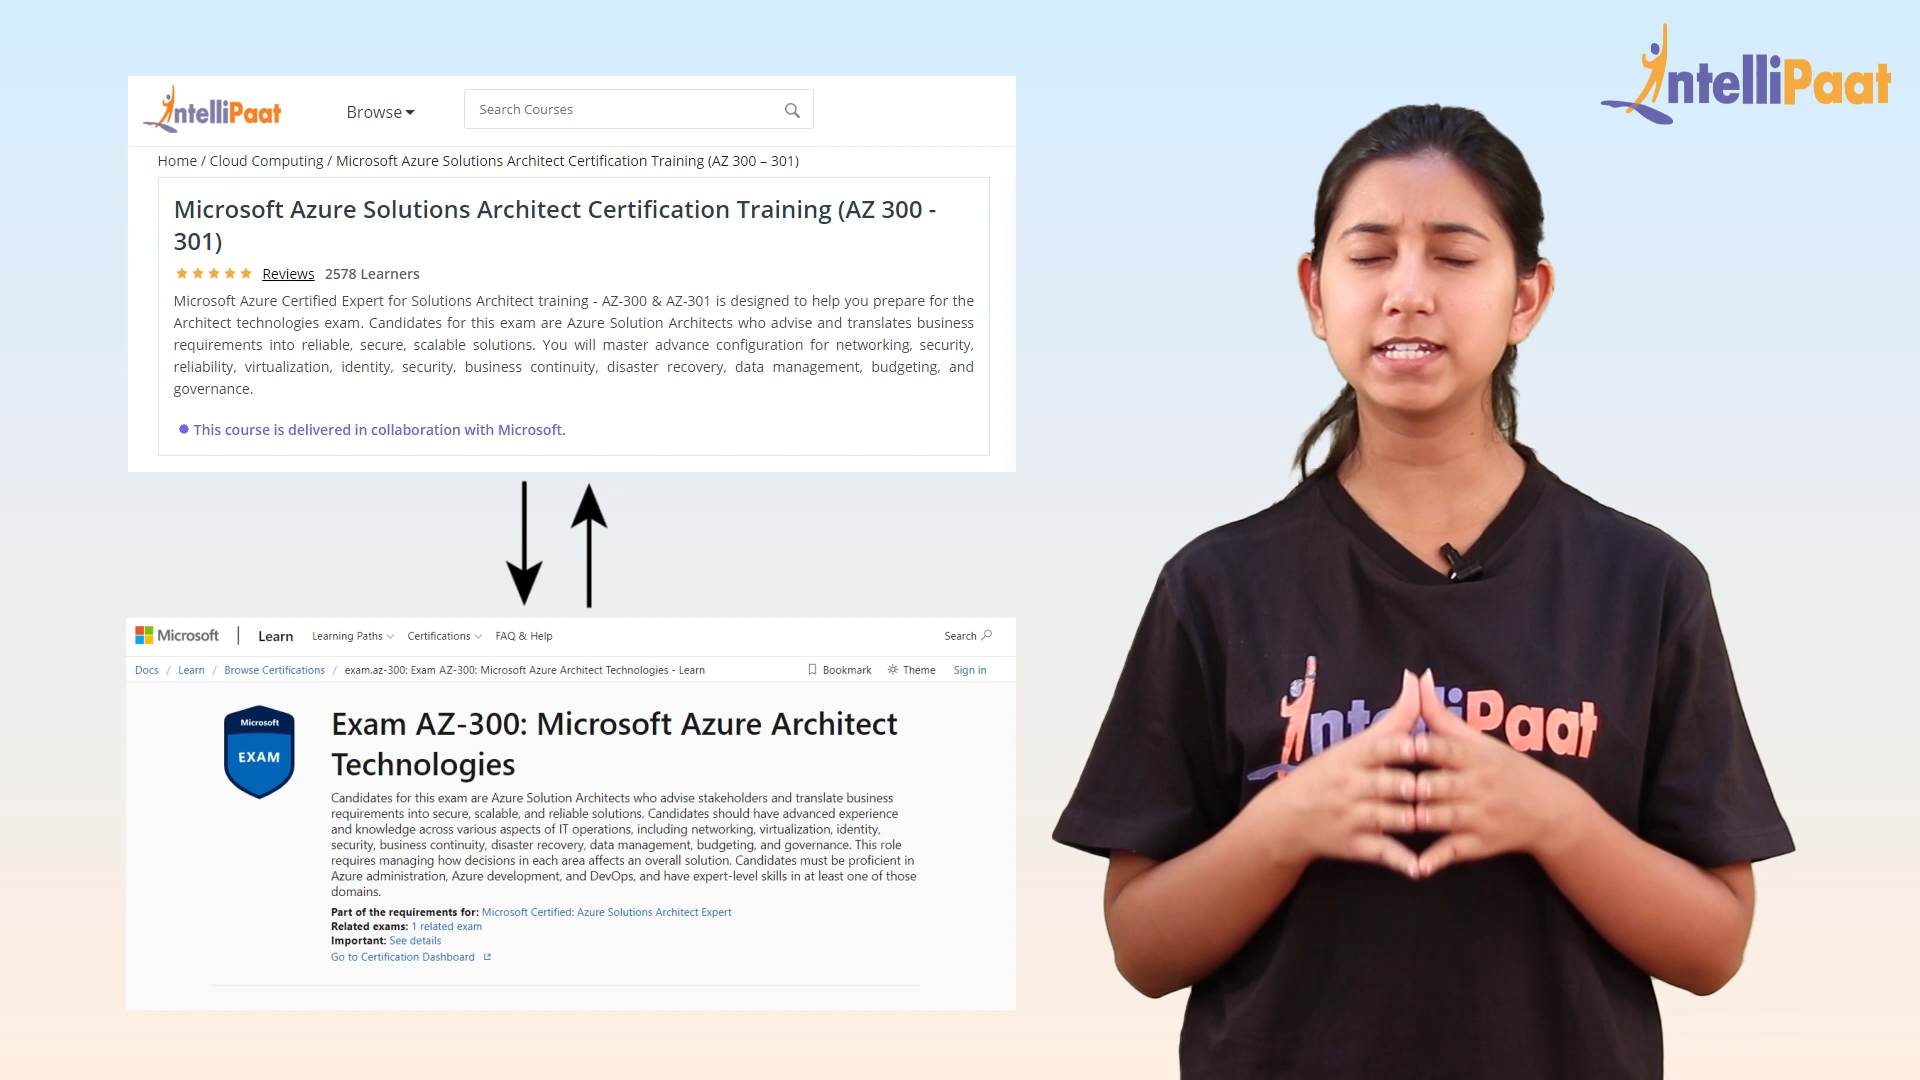 IntelliPaat
IntelliPaat
Browse
Search Courses
Home / Cloud Computing / Microsoft Azure Solutions Architect Certification Training (AZ 300 – 301)
Microsoft Azure Solutions Architect Certification Training (AZ 300 -
301)
Reviews 2578 Learners
Microsoft Azure Certified Expert for Solutions Architect training - AZ-300 & AZ-301 is designed to help you prepare for the
Architect technologies exam. Candidates for this exam are Azure Solution Architects who advise and translates business
requirements into reliable, secure, scalable solutions. You will master advance configuration for networking, security,
reliability, virtualization, identity, security, business continuity, disaster recovery, data management, budgeting, and
governance.
This course is delivered in collaboration with Microsoft.
Microsoft | Learn Learning Paths Certifications FAQ & Help Search
Docs / Learn / Browse Certifications / exam.az-300: Exam AZ-300: Microsoft Azure Architect Technologies - Learn Bookmark Theme Sign in
Microsoft
EXAM
Exam AZ-300: Microsoft Azure Architect
Technologies
Candidates for this exam are Azure Solution Architects who advise stakeholders and translate business
requirements into secure, scalable, and reliable solutions. Candidates should have advanced experience
and knowledge across various aspects of IT operations, including networking, virtualization, identity,
security, business continuity, disaster recovery, data management, budgeting, and governance. This role
requires managing how decisions in each area affects an overall solution. Candidates must be proficient in
Azure administration, Azure development, and DevOps, and have expert-level skills in at least one of those
domains.
Part of the requirements for: Microsoft Certified: Azure Solutions Architect Expert
Related exams: 1 related exam
Important: See details
Go to Certification Dashboard
IntelliPaat